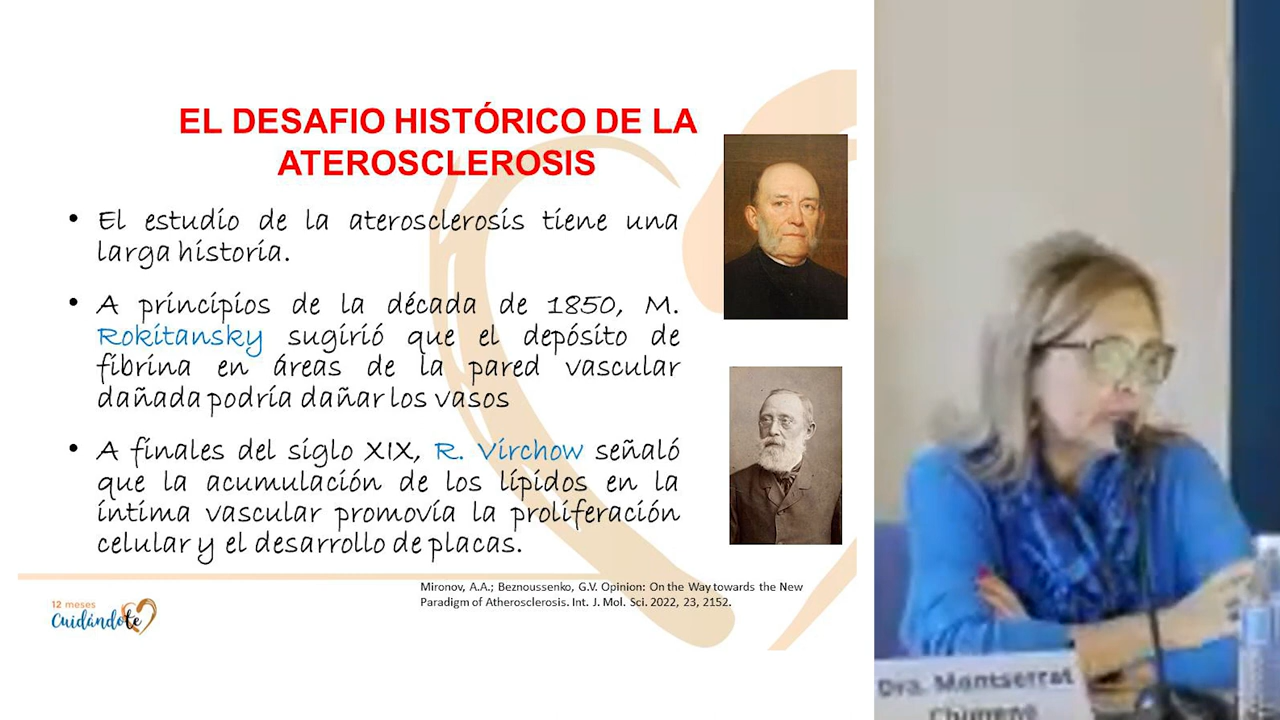 EL DESAFIO HISTÓRICO DE LA
ATEROSCLEROSIS
• El estudio de la aterosclerosis tiene una
larga historia.
• A principios de la década de 1850, M.
Rokitansky sugirió que el depósito de
fibrina en áreas de la pared vascular
dañada podría dañar los vasos
• A finales del siglo XIX, R. Virchow señaló
que la acumulación de los lípidos en la
íntima vascular promovía la proliferación
celular y el desarrollo de placas.
Mironov, A.A.; Beznoussenko, G.V. Opinion: On the Way towards the New
Paradigm of Atherosclerosis. Int. J. Mol. Sci. 2022, 23, 2152.
12 meses
Cuidándote
Dra. Montserrat